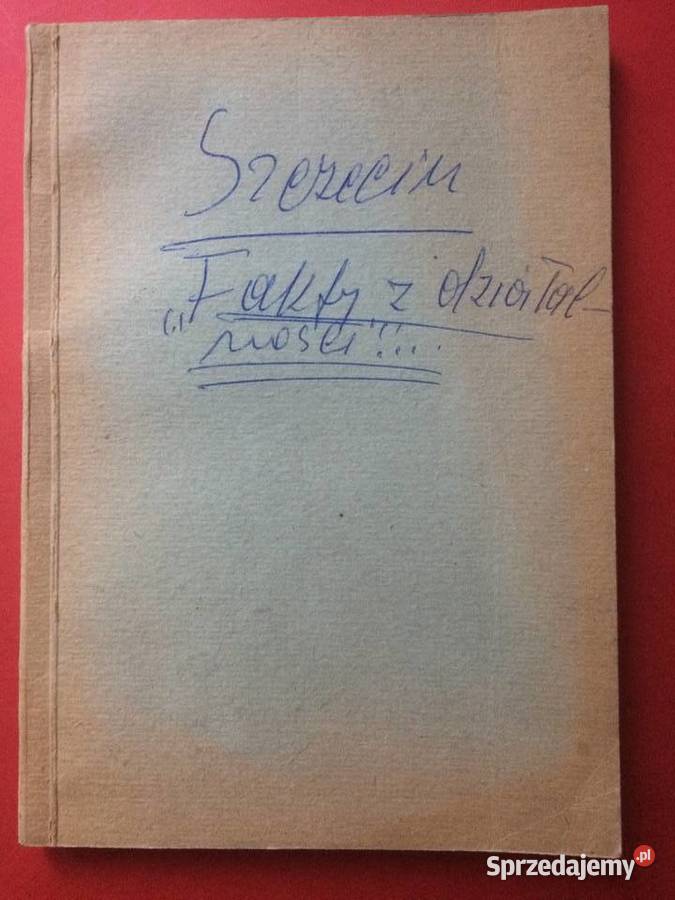 Szczecin
„Fakty z działal-
ności"!...
Sprzedajemy.pl